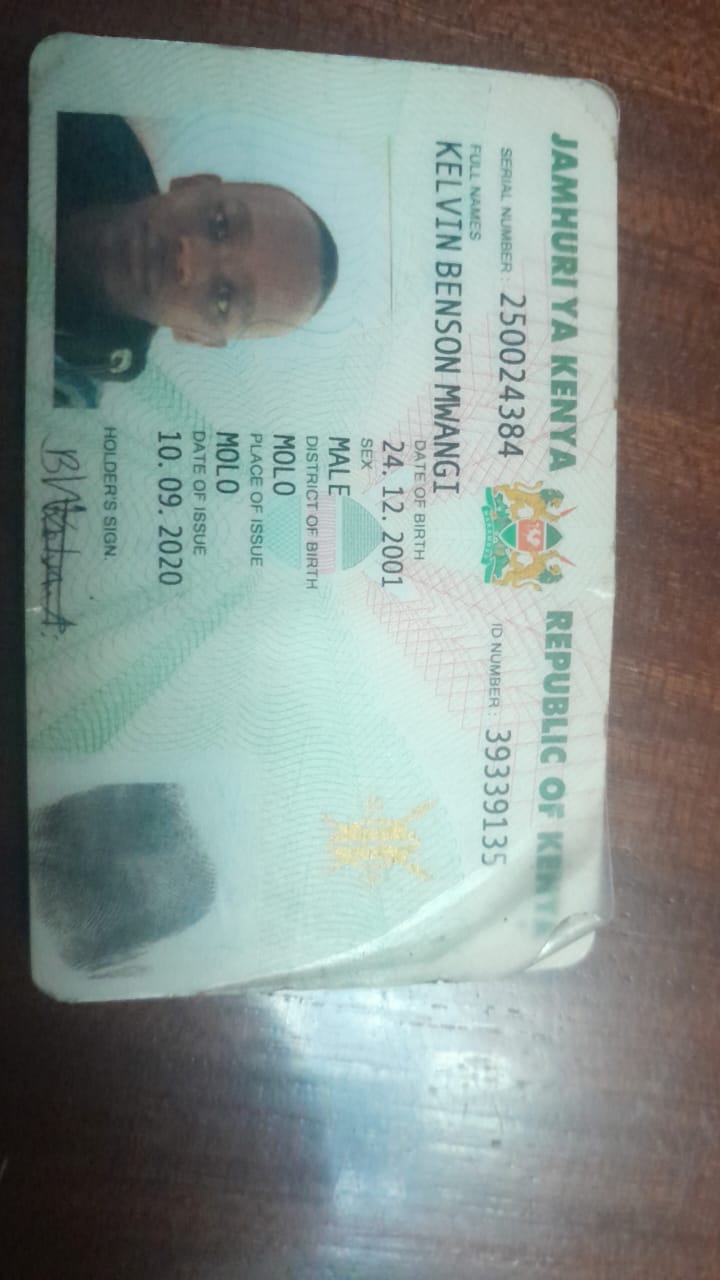 JAMHURI YA KENYA REPUBLIC OF KENYA
SERIAL NUMBER : 250024384 ID NUMBER : 39339135
FULL NAMES
KELVIN BENSON MWANGI
DATE OF BIRTH
24. 12. 2001
SEX
MALE
DISTRICT OF BIRTH
MOLO
PLACE OF ISSUE
MOLO
DATE OF ISSUE
10. 09. 2020
HOLDER'S SIGN.